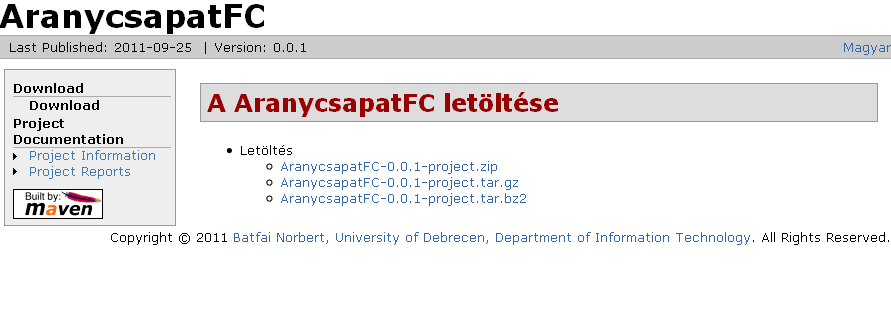 AranycsapatFC
Last Published: 2011-09-25 | Version: 0.0.1
Magyar
Download
Download
Project
Documentation
Project Information
Project Reports
Built by:
maven
A AranycsapatFC letöltése
Letöltés
AranycsapatFC-0.0.1-project.zip
AranycsapatFC-0.0.1-project.tar.gz
AranycsapatFC-0.0.1-project.tar.bz2
Copyright © 2011 Batfai Norbert, University of Debrecen, Department of Information Technology. All Rights Reserved.